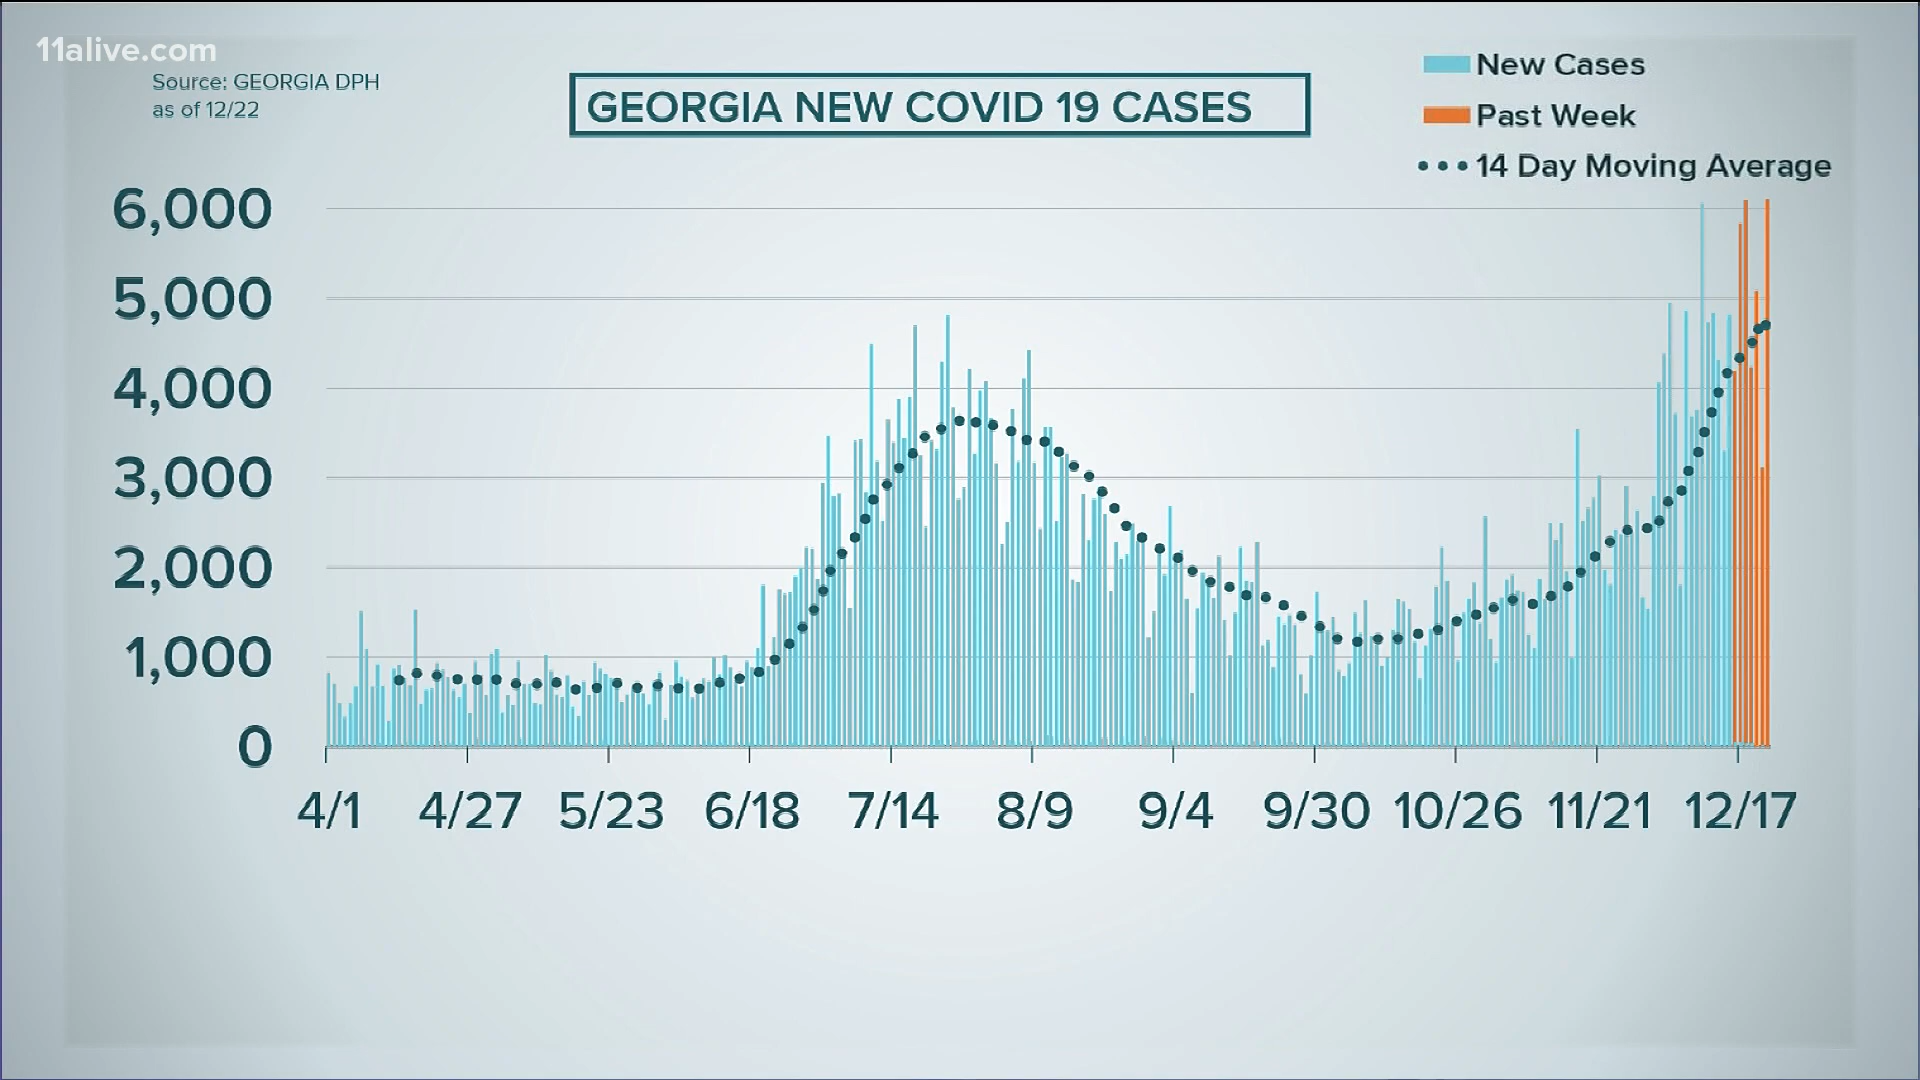 11alive.com
Source: GEORGIA DPH
as of 12/22
GEORGIA NEW COVID 19 CASES
New Cases
Past Week
14 Day Moving Average
6,000
5,000
4,000
3,000
2,000
1,000
0
4/1 4/27 5/23 6/18 7/14 8/9 9/4 9/30 10/26 11/21 12/17